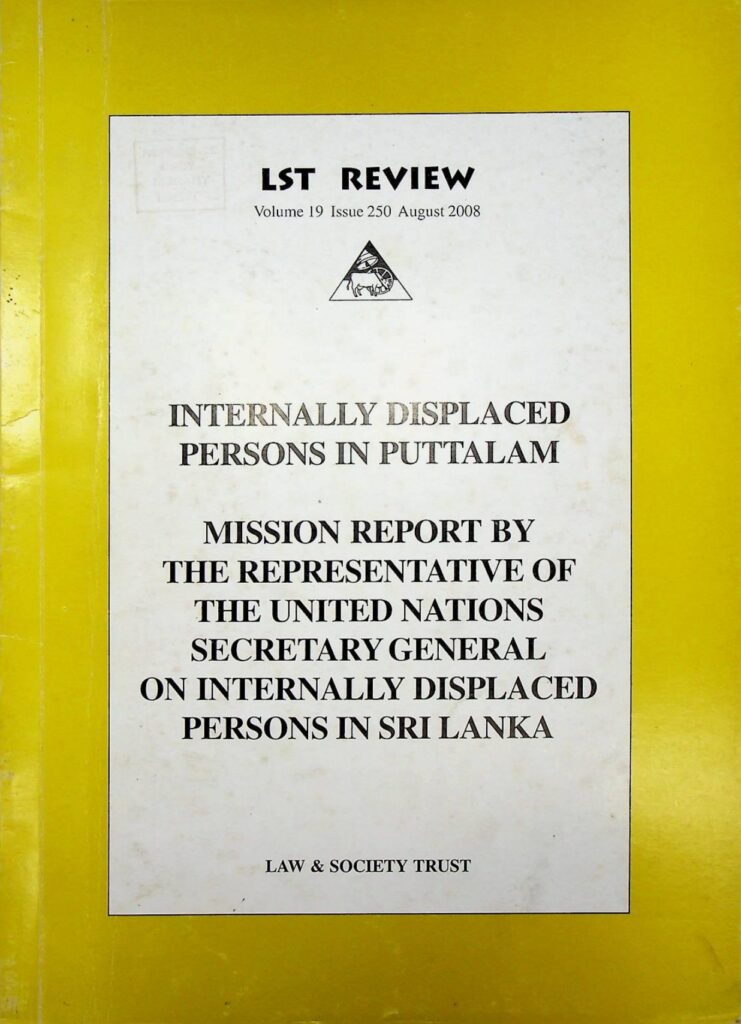 LST REVIEW
Volume 19 Issue 250 August 2008
INTERNALLY DISPLACED
PERSONS IN PUTTALAM
MISSION REPORT BY
THE REPRESENTATIVE OF
THE UNITED NATIONS
SECRETARY GENERAL
ON INTERNALLY DISPLACED
PERSONS IN SRI LANKA
LAW & SOCIETY TRUST